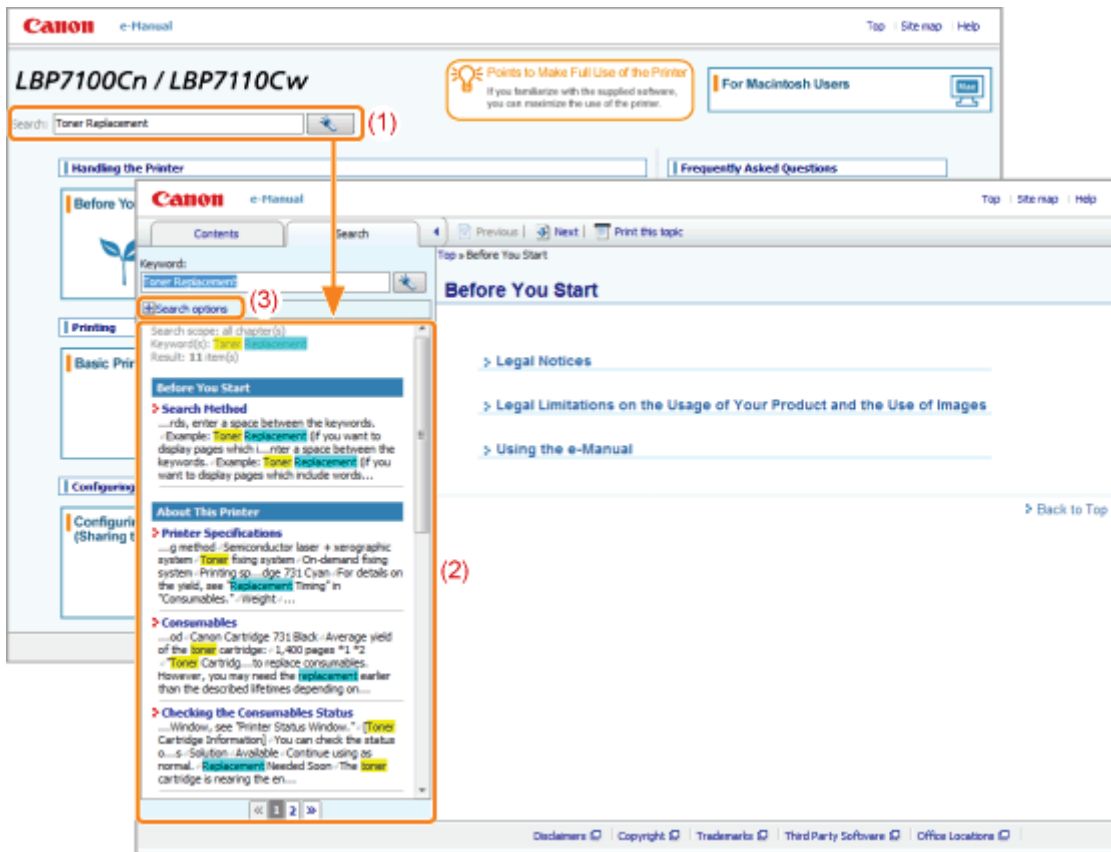 Canon e-Manual
Top Site map Help
LBP7100Cn / LBP7110Cw
Points to Make Full Use of the Printer
If you familiarize with the supplied software,
you can maximize the use of the printer.
For Macintosh Users
Mac
Search: Toner Replacement
(1)
Handling the Printer
Frequently Asked Questions
Before Yo
Printing
Basic Prin
Configuring
Configurin
(Sharing t
Canon e-Manual
Top Site map Help
Contents Search
Previous Next Print this topic
Keyword:
Toner Replacement
Search options
(3)
Search scope: all chapter(s)
Keyword(s): Toner Replacement
Result: 11 item(s)
Before You Start
Search Method
...rds, enter a space between the keywords.
Example: Toner Replacement (if you want to
display pages which i...nter a space between the
keywords. Example: Toner Replacement (if you
want to display pages which include words...
About This Printer
Printer Specifications
...g method Semiconductor laser + xerographic
system Toner fixing system On-demand fixing
system Printing sp...dge 731 Cyan For details on
the yield, see "Replacement Timing" in
"Consumables." Weight ...
Consumables
...od Canon Cartridge 731 Black Average yield
of the toner cartridge: 1,400 pages *1 *2
"Toner Cartridg...to replace consumables.
However, you may need the replacement earlier
than the described lifetimes depending on...
Checking the Consumables Status
...Window, see "Printer Status Window." [Toner
Cartridge Information] You can check the status
o...s Solution Available Continue using as
normal. Replacement Needed Soon The toner
cartridge is nearing the en...
« 1 2 »
(2)
Top » Before You Start
Before You Start
Legal Notices
Legal Limitations on the Usage of Your Product and the Use of Images
Using the e-Manual
Back to Top
Disclaimers Copyright Trademarks Third Party Software Office Locations